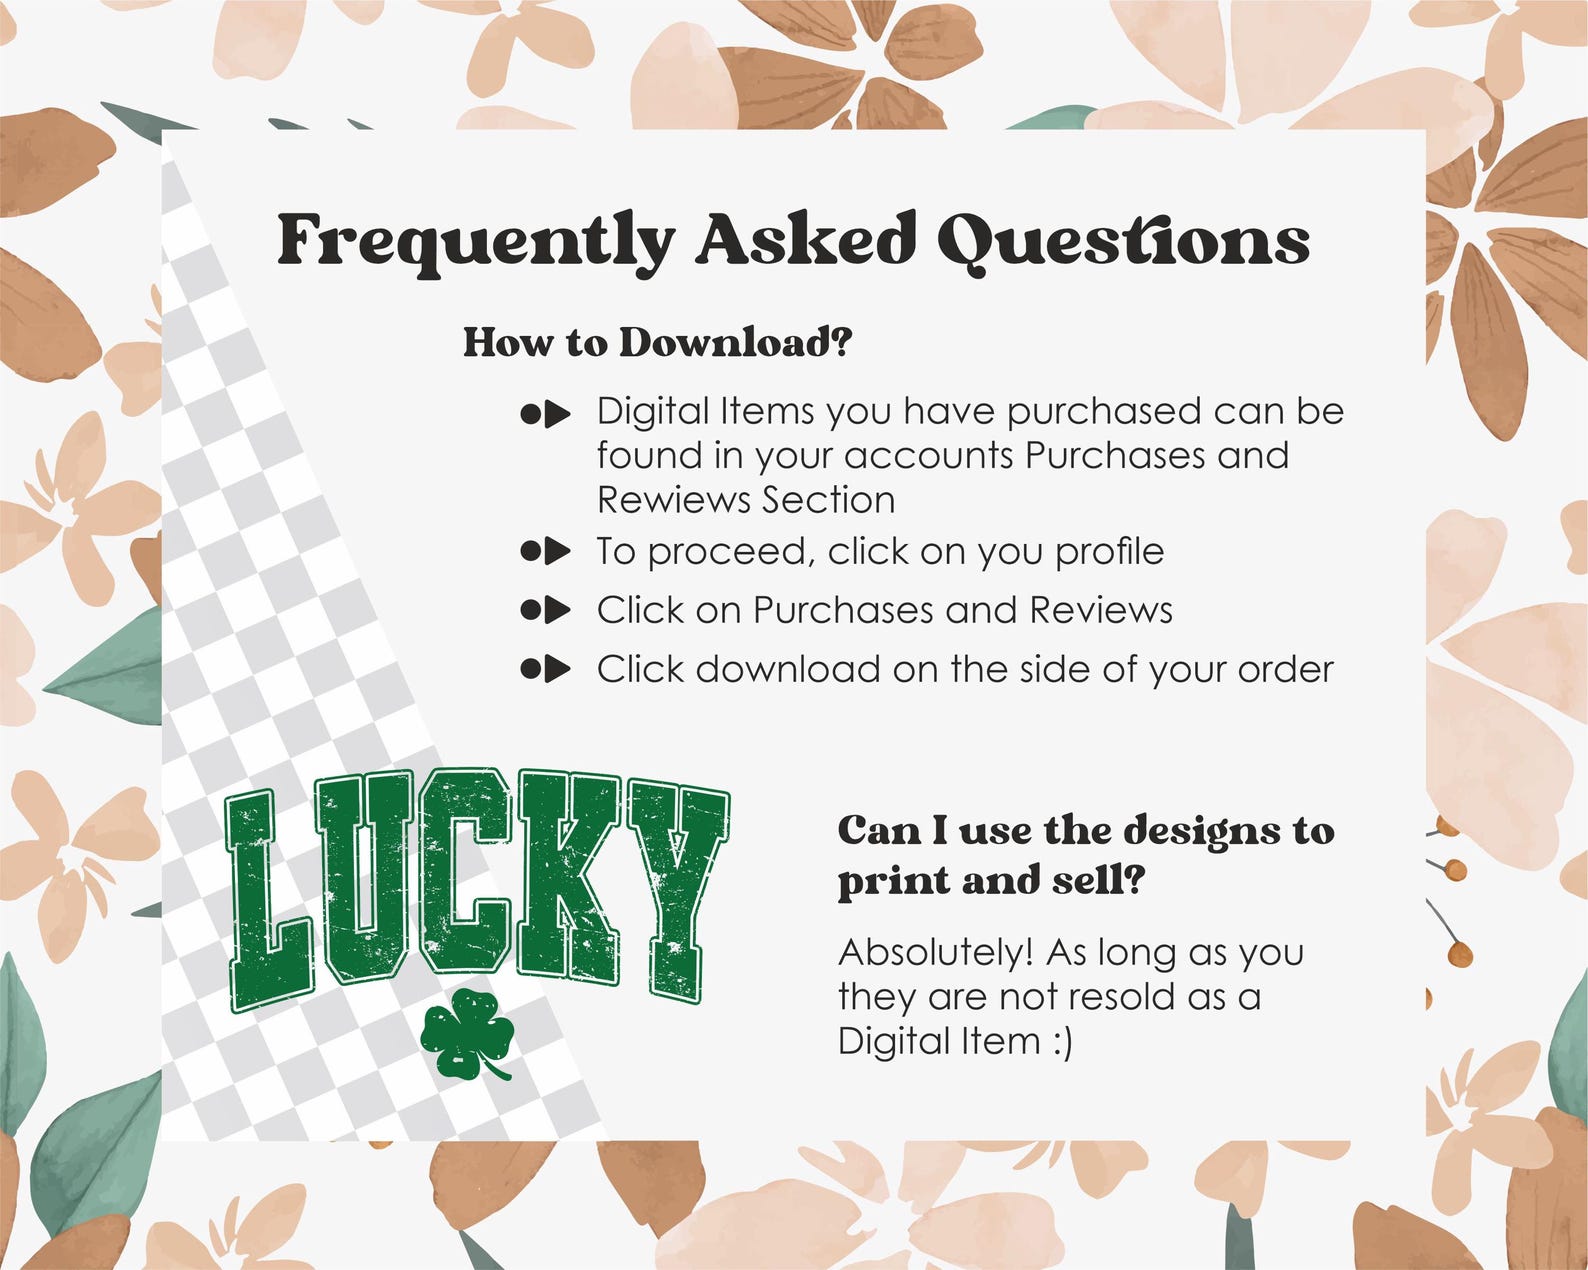 Frequently Asked Questions
How to Download?
Digital Items you have purchased can be
found in your accounts Purchases and
Rewiews Section
To proceed, click on you profile
Click on Purchases and Reviews
Click download on the side of your order
LUCKY
Can I use the designs to
print and sell?
Absolutely! As long as you
they are not resold as a
Digital Item :)